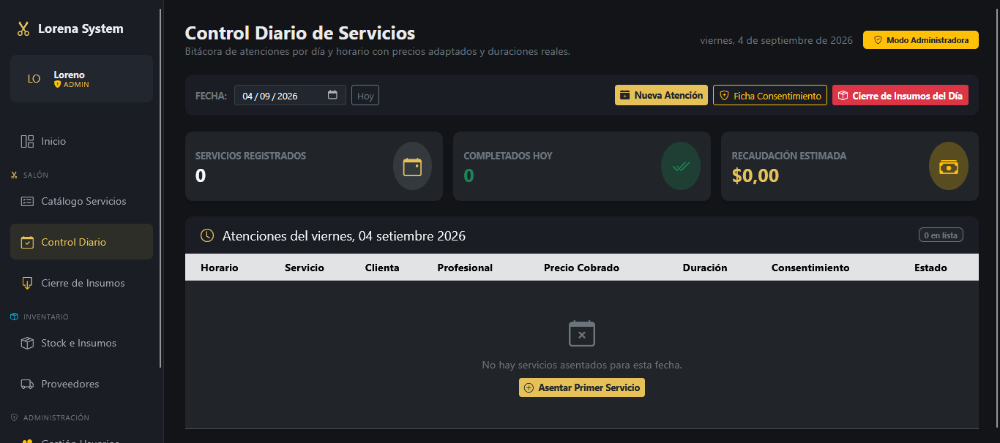 Lorena System
LO
Loreno
ADMIN
Inicio
SALÓN
Catálogo Servicios
Control Diario
Cierre de Insumos
INVENTARIO
Stock e Insumos
Proveedores
ADMINISTRACIÓN
Gestión Usuarios
Control Diario de Servicios
Bitácora de atenciones por día y horario con precios adaptados y duraciones reales.
viernes, 4 de septiembre de 2026
Modo Administradora
FECHA: 04/09/2026 Hoy
Nueva Atención
Ficha Consentimiento
Cierre de Insumos del Día
SERVICIOS REGISTRADOS
0
COMPLETADOS HOY
0
RECAUDACIÓN ESTIMADA
$0,00
Atenciones del viernes, 04 setiembre 2026
0 en lista
Horario Servicio Clienta Profesional Precio Cobrado Duración Consentimiento Estado
No hay servicios asentados para esta fecha.
Asentar Primer Servicio